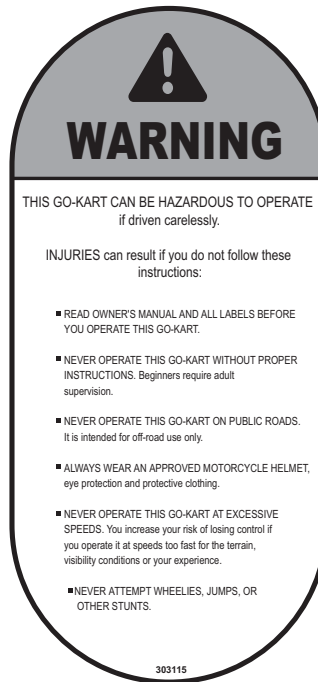 WARNING
THIS GO-KART CAN BE HAZARDOUS TO OPERATE
if driven carelessly.
INJURIES can result if you do not follow these
instructions:
■ READ OWNER'S MANUAL AND ALL LABELS BEFORE
YOU OPERATE THIS GO-KART.
■ NEVER OPERATE THIS GO-KART WITHOUT PROPER
INSTRUCTIONS. Beginners require adult
supervision.
■ NEVER OPERATE THIS GO-KART ON PUBLIC ROADS.
It is intended for off-road use only.
■ ALWAYS WEAR AN APPROVED MOTORCYCLE HELMET,
eye protection and protective clothing.
■ NEVER OPERATE THIS GO-KART AT EXCESSIVE
SPEEDS. You increase your risk of losing control if
you operate it at speeds too fast for the terrain,
visibility conditions or your experience.
■NEVER ATTEMPT WHEELIES, JUMPS, OR
OTHER STUNTS.
303115